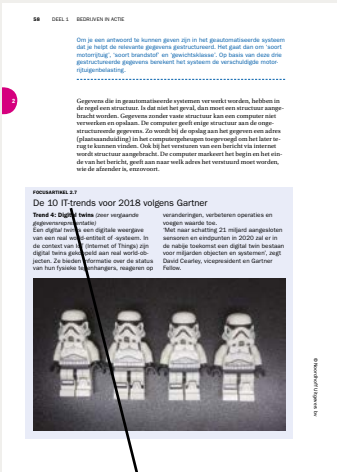 58 DEEL 1 BEDRIJVEN IN ACTIE
Om je een antwoord te kunnen geven zijn in het geautomatiseerde systeem
dat je helpt de relevante gegevens gestructureerd. Het gaat dan om 'soort
motorrijtuig', 'soort brandstof' en 'gewichtsklasse'. Op basis van deze drie
gestructureerde gegevens berekent het systeem de verschuldigde motor-
rijtuigenbelasting.
2
Gegevens die in geautomatiseerde systemen verwerkt worden, hebben in
de regel een structuur. Is dat niet het geval, dan moet een structuur aange-
bracht worden. Gegevens zonder vaste structuur kan een computer niet
verwerken en opslaan. De computer geeft enige structuur aan de onge-
structureerde gegevens. Zo wordt bij de opslag aan het gegeven een adres
(plaatsaanduiding) in het computergeheugen toegevoegd om het later te-
rug te kunnen vinden. Ook bij het versturen van een bericht via internet
wordt structuur aangebracht. De computer markeert het begin en het ein-
de van het bericht, geeft aan naar welk adres het verstuurd moet worden,
wie de afzender is, enzovoort.
FOCUSARTIKEL 2.7
De 10 IT-trends voor 2018 volgens Gartner
Trend 4: Digital twins (zeer vergaande
gegevensrepresentatie)
Een digital twin is een digitale weergave
van een real world-entiteit of -systeem. In
de context van IoT (Internet of Things) zijn
digital twins gekoppeld aan real world-ob-
jecten. Ze bieden informatie over de status
van hun fysieke tegenhangers, reageren op
veranderingen, verbeteren operaties en
voegen waarde toe.
'Met naar schatting 21 miljard aangesloten
sensoren en eindpunten in 2020 zal er in
de nabije toekomst een digital twin bestaan
voor miljarden objecten en systemen', zegt
David Cearley, vicepresident en Gartner
Fellow.
© Noordhoff Uitgevers bv